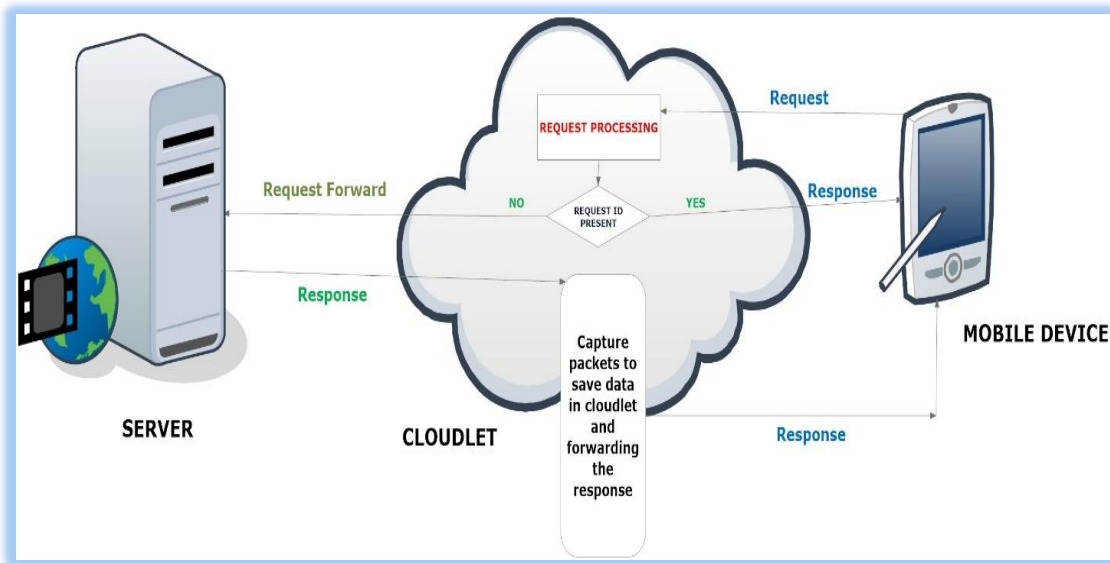 Request
REQUEST PROCESSING
Request Forward
NO
REQUEST ID
PRESENT
YES
Response
Response
Capture
packets to
save data
in cloudlet
and
forwarding
the
response
MOBILE DEVICE
SERVER
CLOUDLET
Response